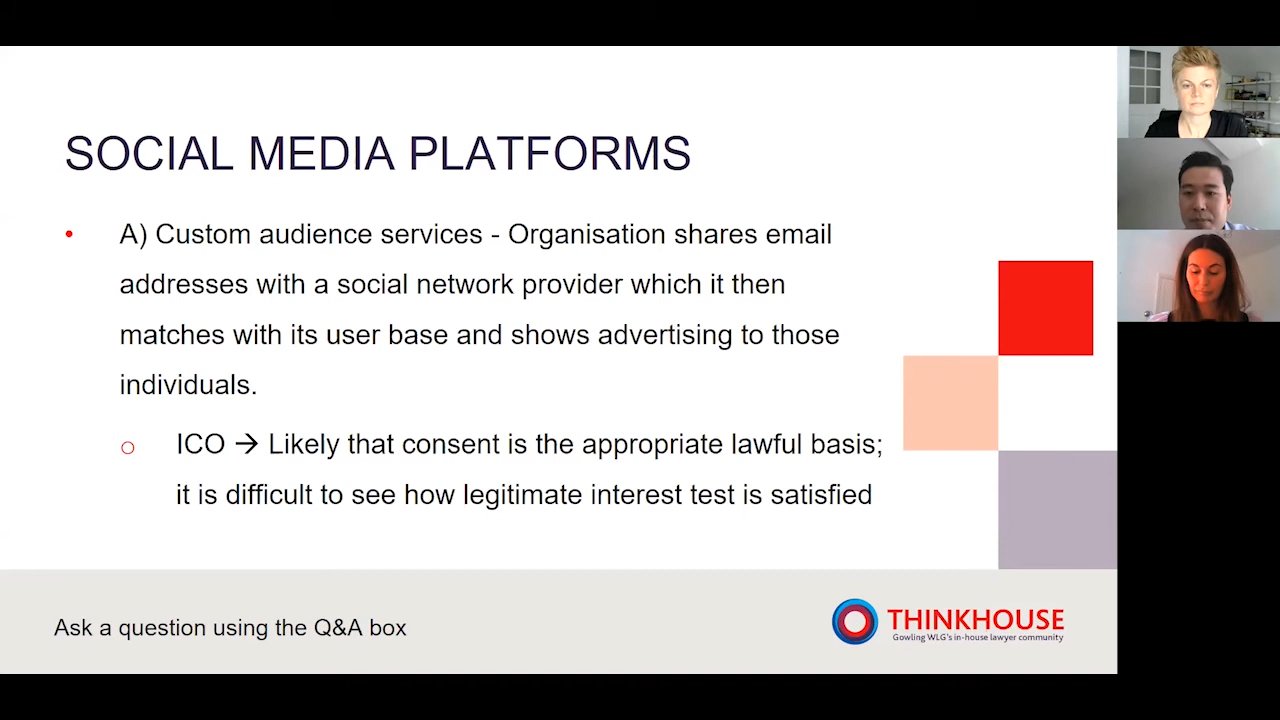 SOCIAL MEDIA PLATFORMS
• A) Custom audience services - Organisation shares email
addresses with a social network provider which it then
matches with its user base and shows advertising to those
individuals.
o ICO → Likely that consent is the appropriate lawful basis;
it is difficult to see how legitimate interest test is satisfied
Ask a question using the Q&A box
THINKHOUSE
Gowling WLG's in-house lawyer community